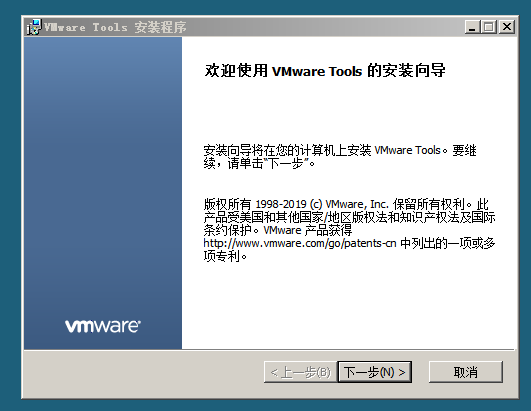 VMware Tools 安装程序
欢迎使用 VMware Tools 的安装向导
安装向导将在您的计算机上安装 VMware Tools。要继
续，请单击“下一步”。
版权所有 1998-2019 (c) VMware, Inc. 保留所有权利。此
产品受美国和其他国家/地区版权法和知识产权法及国际
条约保护。VMware 产品获得
http://www.vmware.com/go/patents-cn 中列出的一项或多
项专利。
vmware
< 上一步(B) 下一步(N) > 取消